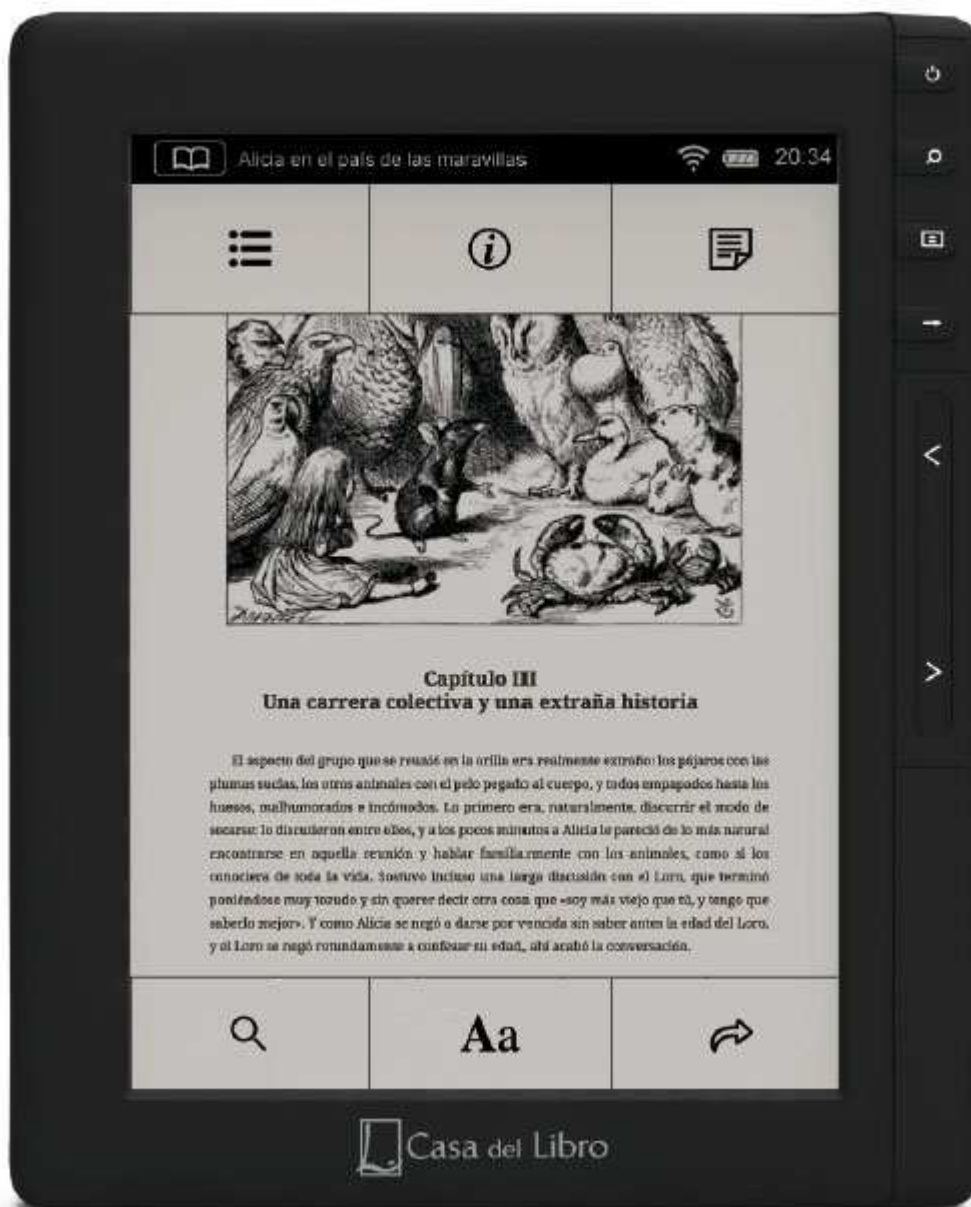 Alicia en el país de las maravillas
20:34
Capítulo III
Una carrera colectiva y una extraña historia
El aspecto del grupo que se reunió en la orilla era realmente extraño: los pájaros con las
plumas sucias, los otros animales con el pelo pegado al cuerpo, y todos empapados hasta los
huesos, malhumorados e incómodos. Lo primero era, naturalmente, discurrir el modo de
secarse: lo discutieron entre ellos, y a los pocos minutos a Alicia le pareció de lo más natural
encontrarse en aquella reunión y hablar familiarmente con los animales, como si los
conociera de toda la vida. Sostuvo incluso una larga discusión con el Loro, que terminó
poniéndose muy tozudo y sin querer decir otra cosa que «soy más viejo que tú, y tengo que
saberlo mejor». Y como Alicia se negó a darse por vencida sin saber antes la edad del Loro,
y el Loro se negó rotundamente a confesar su edad, ahí acabó la conversación.
Aa
Casa del Libro